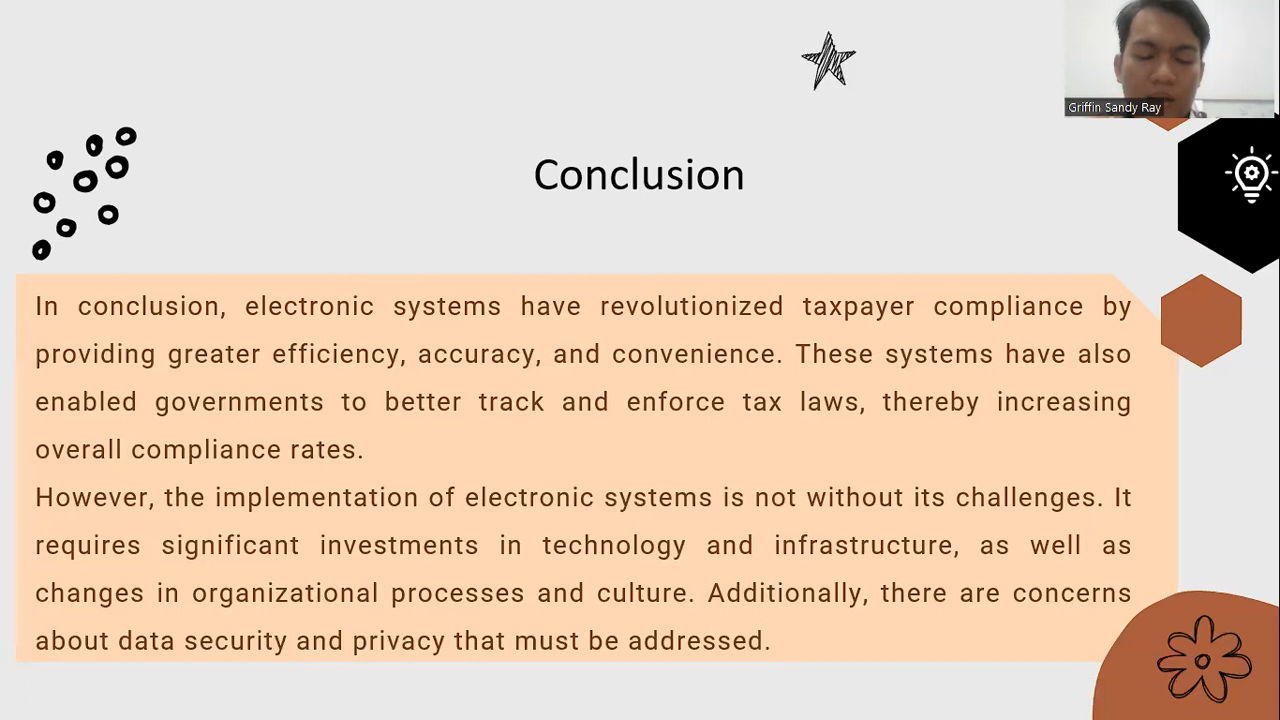 Griffin Sandy Ray
Conclusion
In conclusion, electronic systems have revolutionized taxpayer compliance by
providing greater efficiency, accuracy, and convenience. These systems have also
enabled governments to better track and enforce tax laws, thereby increasing
overall compliance rates.
However, the implementation of electronic systems is not without its challenges. It
requires significant investments in technology and infrastructure, as well as
changes in organizational processes and culture. Additionally, there are concerns
about data security and privacy that must be addressed.